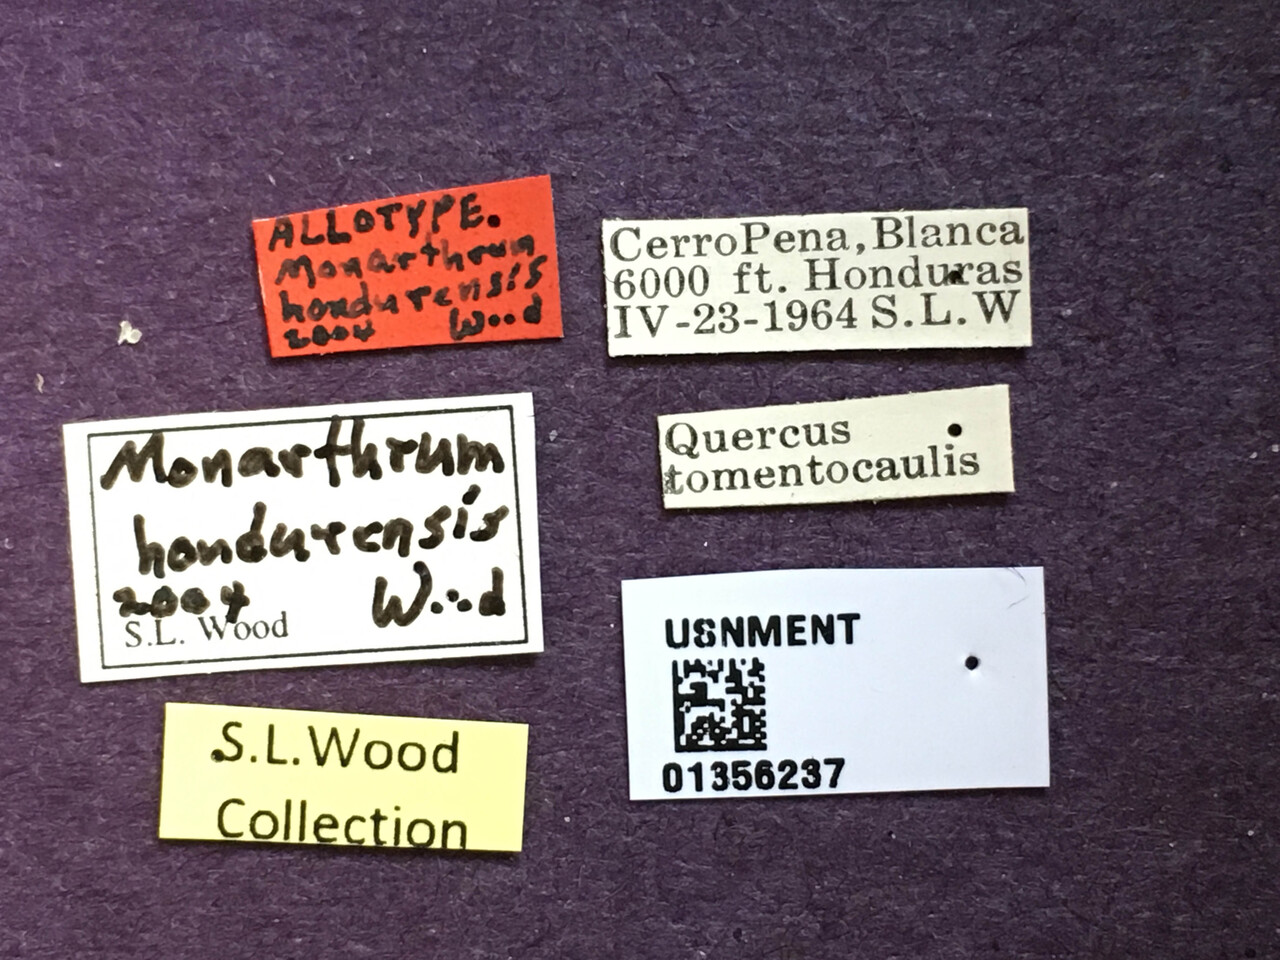 ALLOTYPE.
Monarthrum
hondurensis
2004 Wood
CerroPena, Blanca
6000 ft. Honduras
IV-23-1964 S.L.W
Monarthrum
hondurensis
2004 Wood
S.L. Wood
Quercus
tomentocaulis
S.L.Wood
Collection
USNMENT
01356237